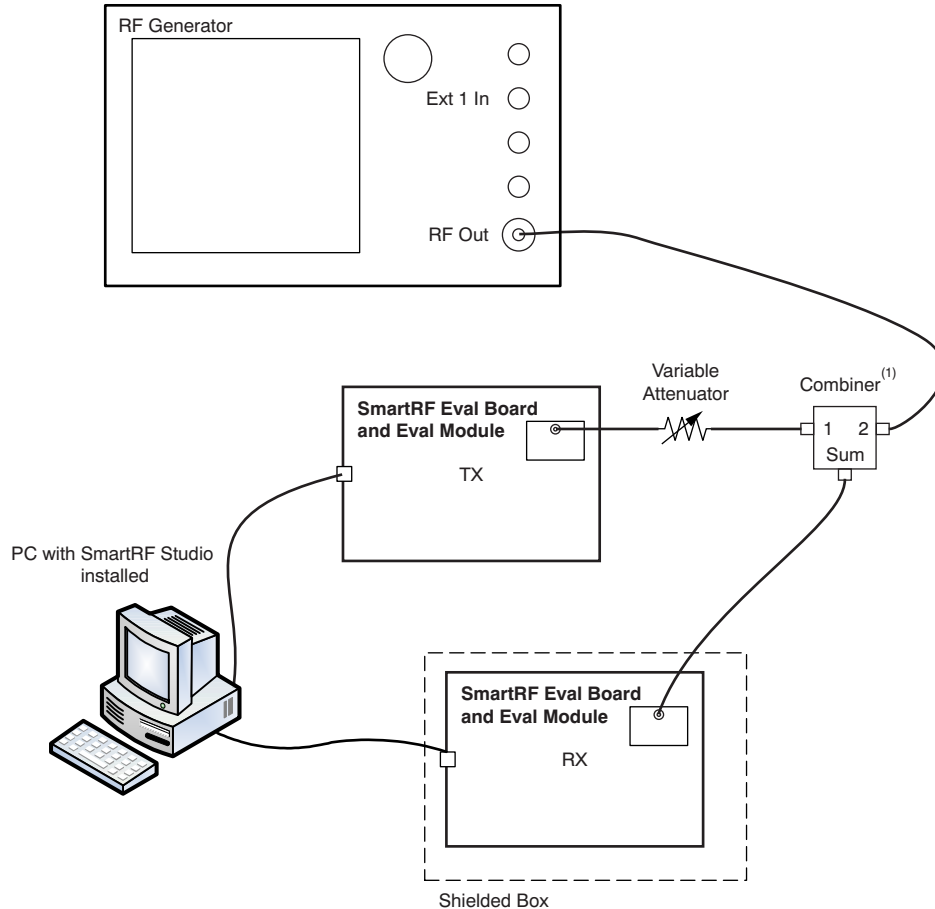 RF Generator
Ext 1 In
RF Out
Variable
Attenuator
Combiner(1)
1 2
Sum
SmartRF Eval Board
and Eval Module
TX
PC with SmartRF Studio
installed
SmartRF Eval Board
and Eval Module
RX
Shielded Box